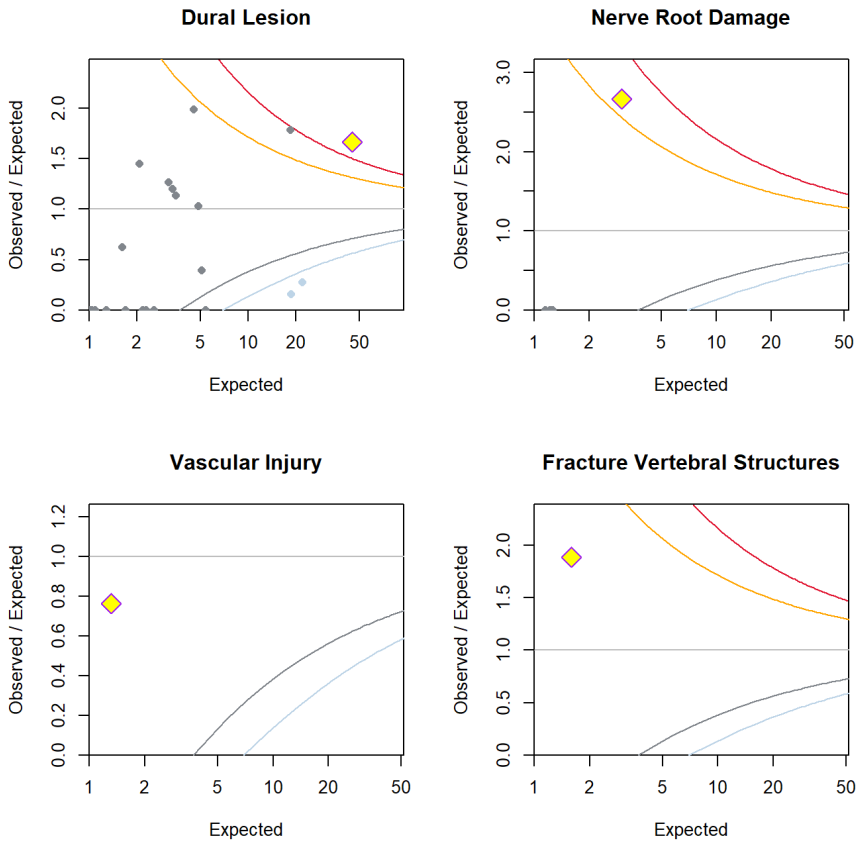 Dural Lesion
Observed / Expected
0.0 0.5 1.0 1.5 2.0
1 2 5 10 20 50
Expected
Nerve Root Damage
Observed / Expected
0.0 1.0 2.0 3.0
1 2 5 10 20 50
Expected
Vascular Injury
Observed / Expected
0.0 0.2 0.4 0.6 0.8 1.0 1.2
1 2 5 10 20 50
Expected
Fracture Vertebral Structures
Observed / Expected
0.0 0.5 1.0 1.5 2.0
1 2 5 10 20 50
Expected